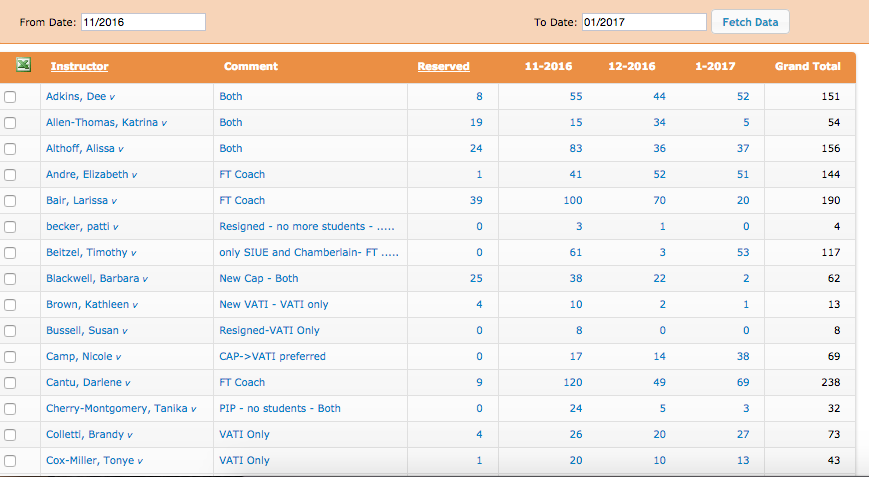 From Date: 11/2016 To Date: 01/2017 Fetch Data
Instructor Comment Reserved 11-2016 12-2016 1-2017 Grand Total
Adkins, Dee v Both 8 55 44 52 151
Allen-Thomas, Katrina v Both 19 15 34 5 54
Althoff, Alissa v Both 24 83 36 37 156
Andre, Elizabeth v FT Coach 1 41 52 51 144
Bair, Larissa v FT Coach 39 100 70 20 190
becker, patti v Resigned - no more students - ..... 0 3 1 0 4
Beitzel, Timothy v only SIUE and Chamberlain- FT ..... 0 61 3 53 117
Blackwell, Barbara v New Cap - Both 25 38 22 2 62
Brown, Kathleen v New VATI - VATI only 4 10 2 1 13
Bussell, Susan v Resigned-VATI Only 0 8 0 0 8
Camp, Nicole v CAP->VATI preferred 0 17 14 38 69
Cantu, Darlene v FT Coach 9 120 49 69 238
Cherry-Montgomery, Tanika v PIP - no students - Both 0 24 5 3 32
Colletti, Brandy v VATI Only 4 26 20 27 73
Cox-Miller, Tonye v VATI Only 1 20 10 13 43